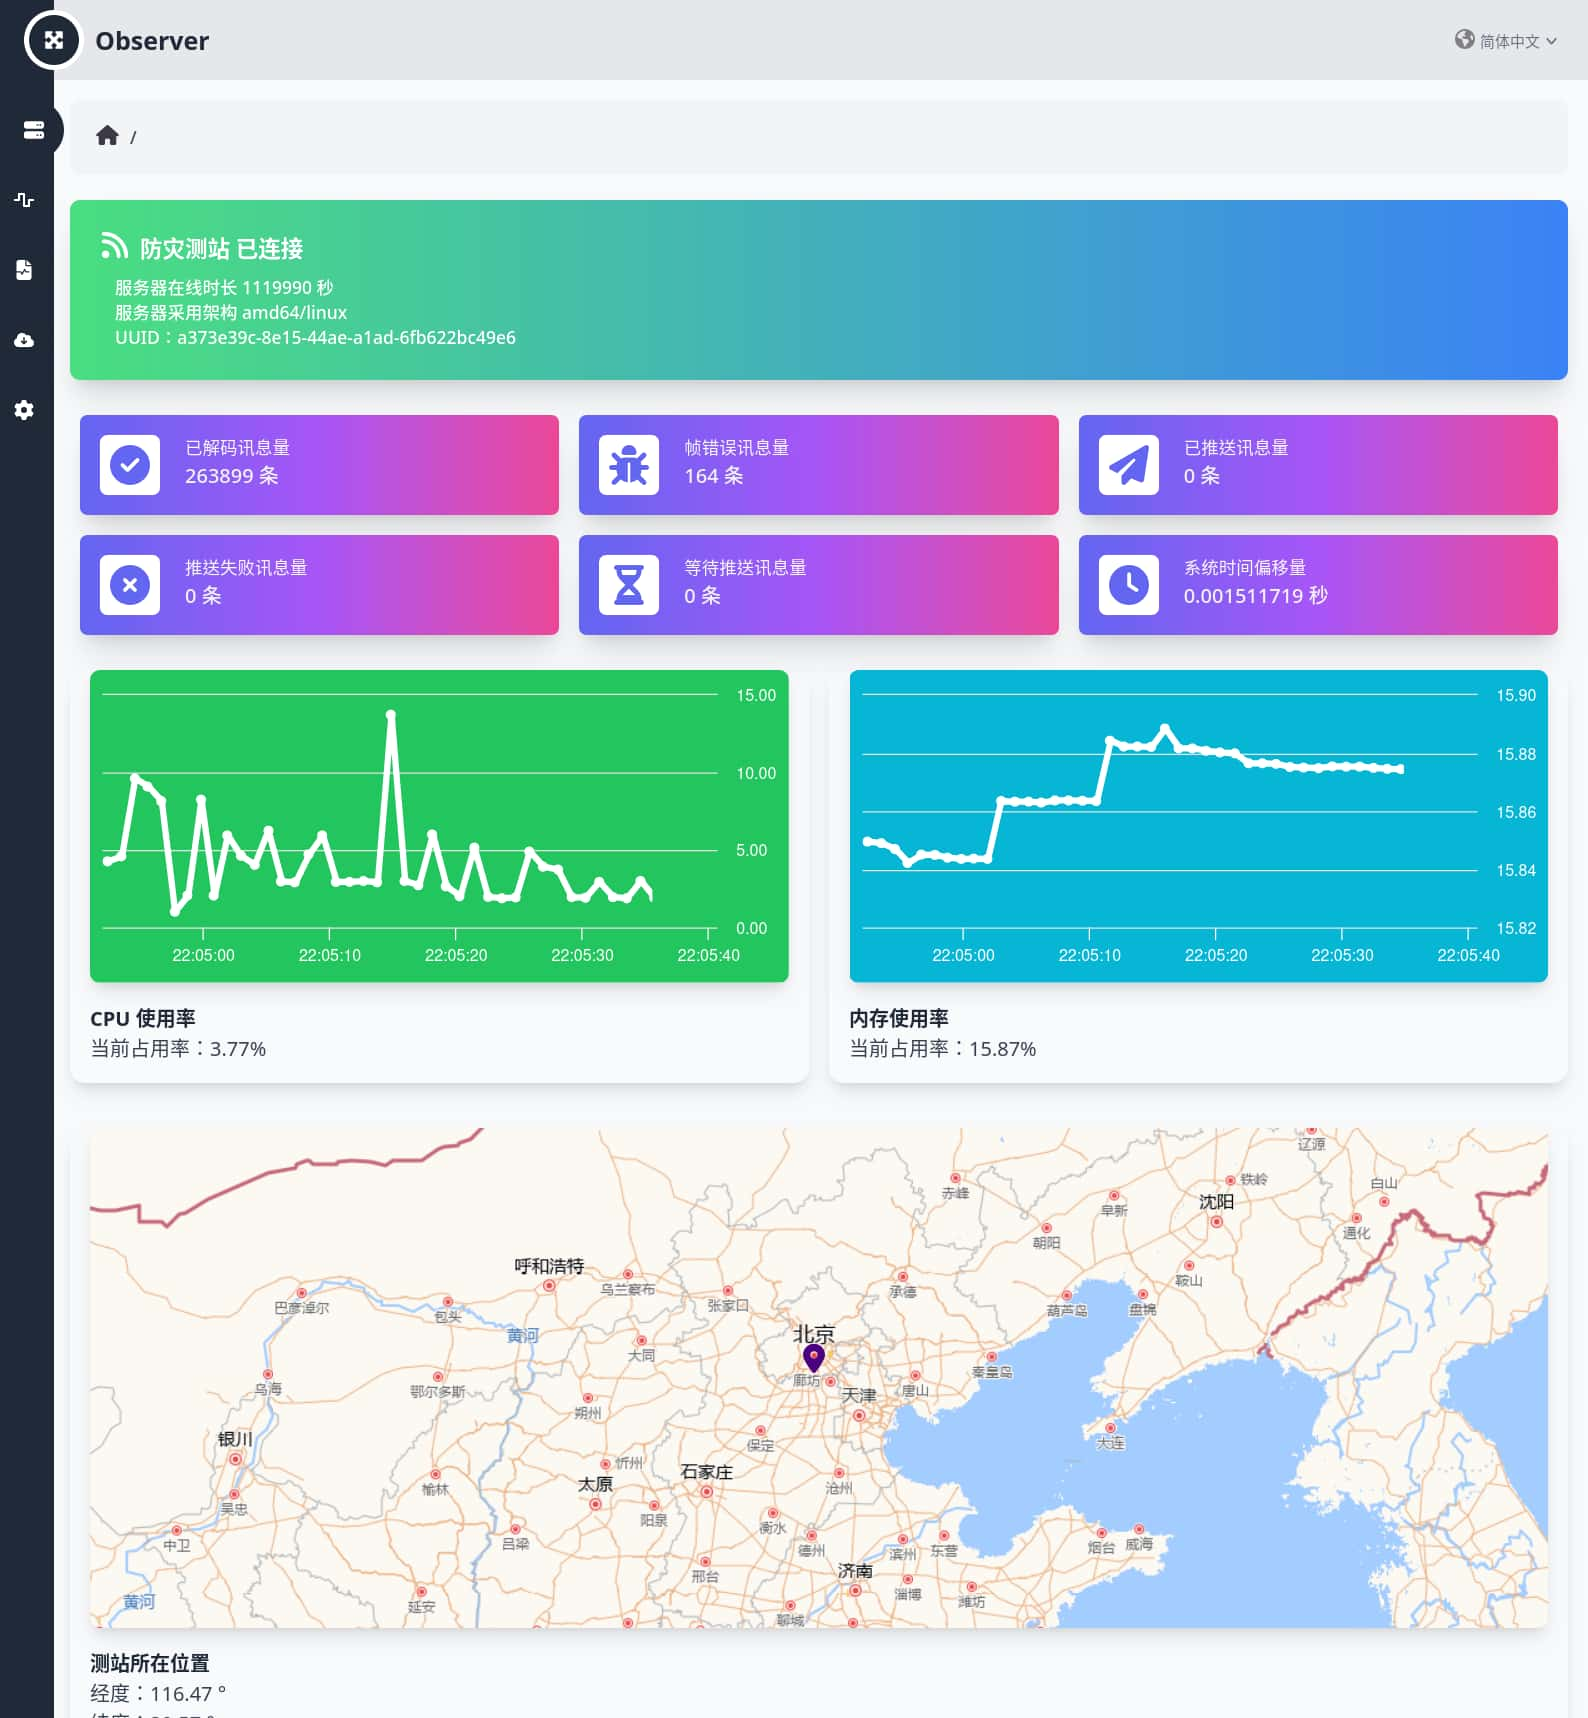 Observer
简体中文
/
防灾测站 已连接
服务器在线时长 1119990 秒
服务器采用架构 amd64/linux
UUID：a373e39c-8e15-44ae-a1ad-6fb622bc49e6
已解码讯息量
263899 条
帧错误讯息量
164 条
已推送讯息量
0 条
推送失败讯息量
0 条
等待推送讯息量
0 条
系统时间偏移量
0.001511719 秒
15.00
10.00
5.00
0.00
22:05:00 22:05:10 22:05:20 22:05:30 22:05:40
CPU 使用率
当前占用率：3.77%
15.90
15.88
15.86
15.84
15.82
22:05:00 22:05:10 22:05:20 22:05:30 22:05:40
内存使用率
当前占用率：15.87%
辽源
赤峰
铁岭
白山
阜新
沈阳
朝阳
通化
呼和浩特
乌兰察布
张家口
承德
鞍山
巴彦淖尔
包头
葫芦岛
盘锦
黄河
北京
大同
秦皇岛
乌海
鄂尔多斯
廊坊
唐山
天津
朔州
银川
保定
大连
忻州
石家庄
太原
榆林
沧州
吴忠
阳泉
衡水
中卫
吕梁
德州
滨州
东营
烟台
威海
邢台
济南
淄博
潍坊
黄河
延安
聊城
测站所在位置
经度：116.47 °